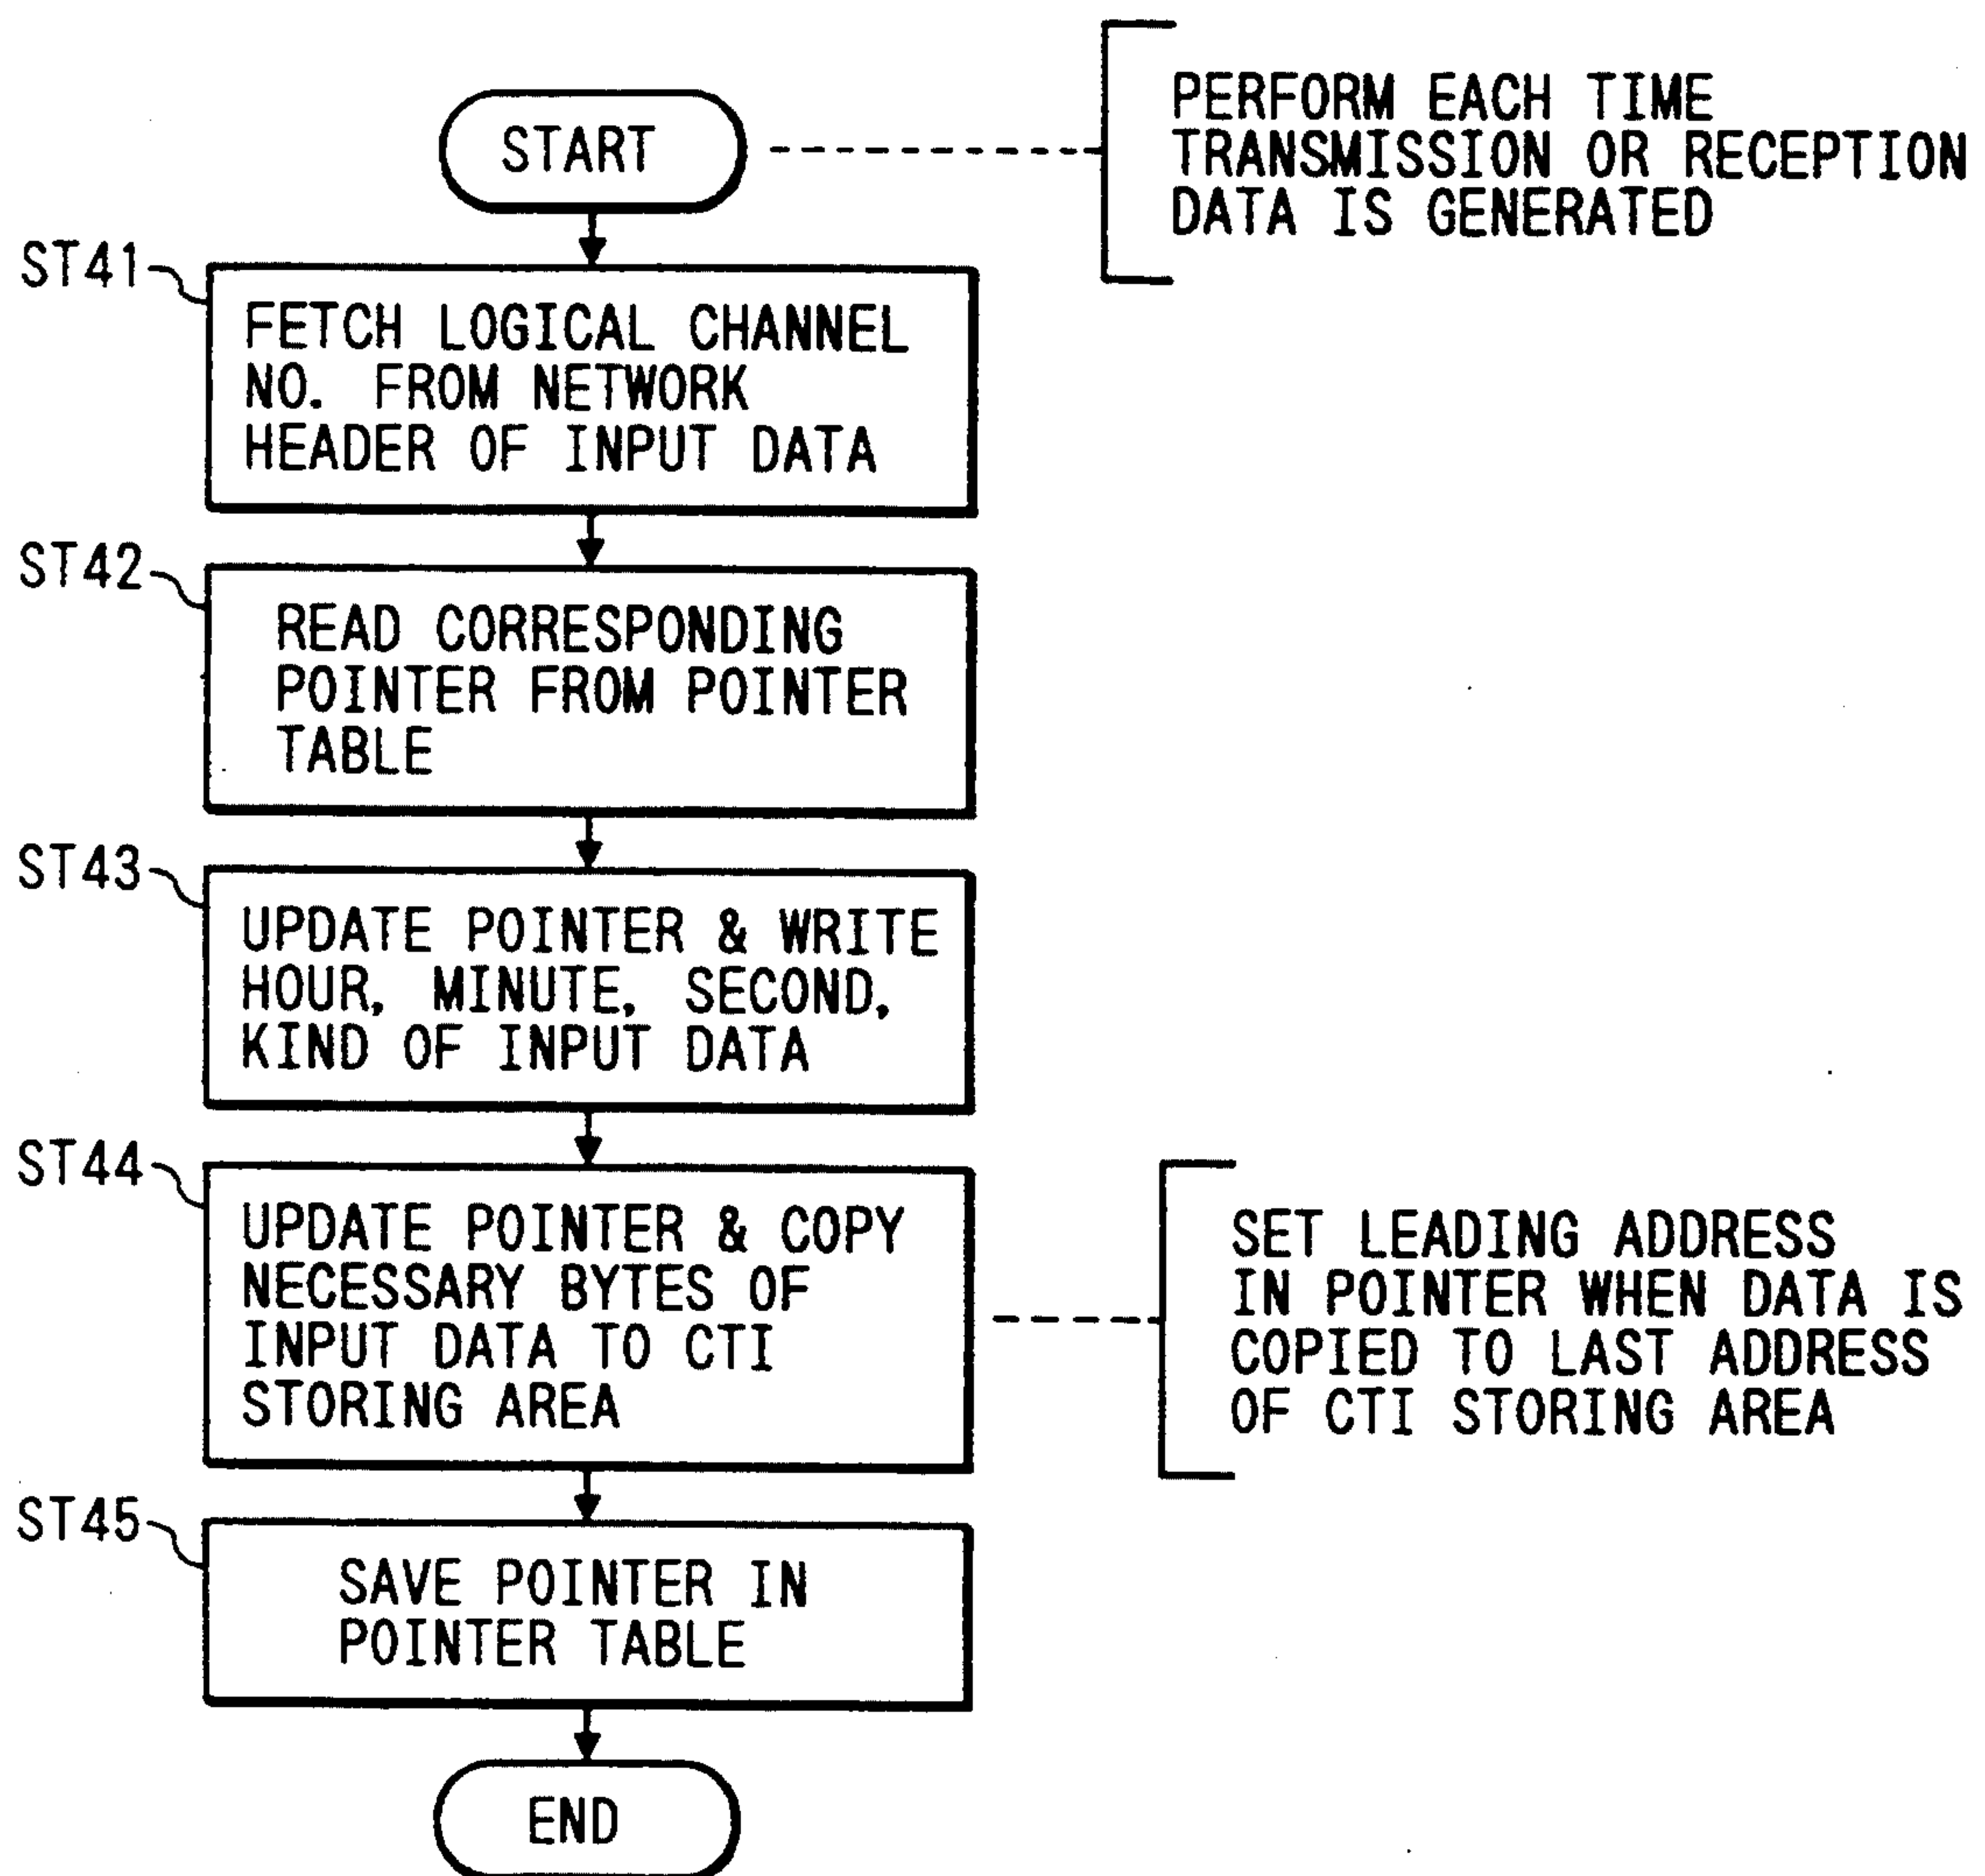 START
PERFORM EACH TIME
TRANSMISSION OR RECEPTION
DATA IS GENERATED
ST41
FETCH LOGICAL CHANNEL
NO. FROM NETWORK
HEADER OF INPUT DATA
ST42
READ CORRESPONDING
POINTER FROM POINTER
TABLE
ST43
UPDATE POINTER & WRITE
HOUR, MINUTE, SECOND,
KIND OF INPUT DATA
ST44
UPDATE POINTER & COPY
NECESSARY BYTES OF
INPUT DATA TO CTI
STORING AREA
SET LEADING ADDRESS
IN POINTER WHEN DATA IS
COPIED TO LAST ADDRESS
OF CTI STORING AREA
ST45
SAVE POINTER IN
POINTER TABLE
END